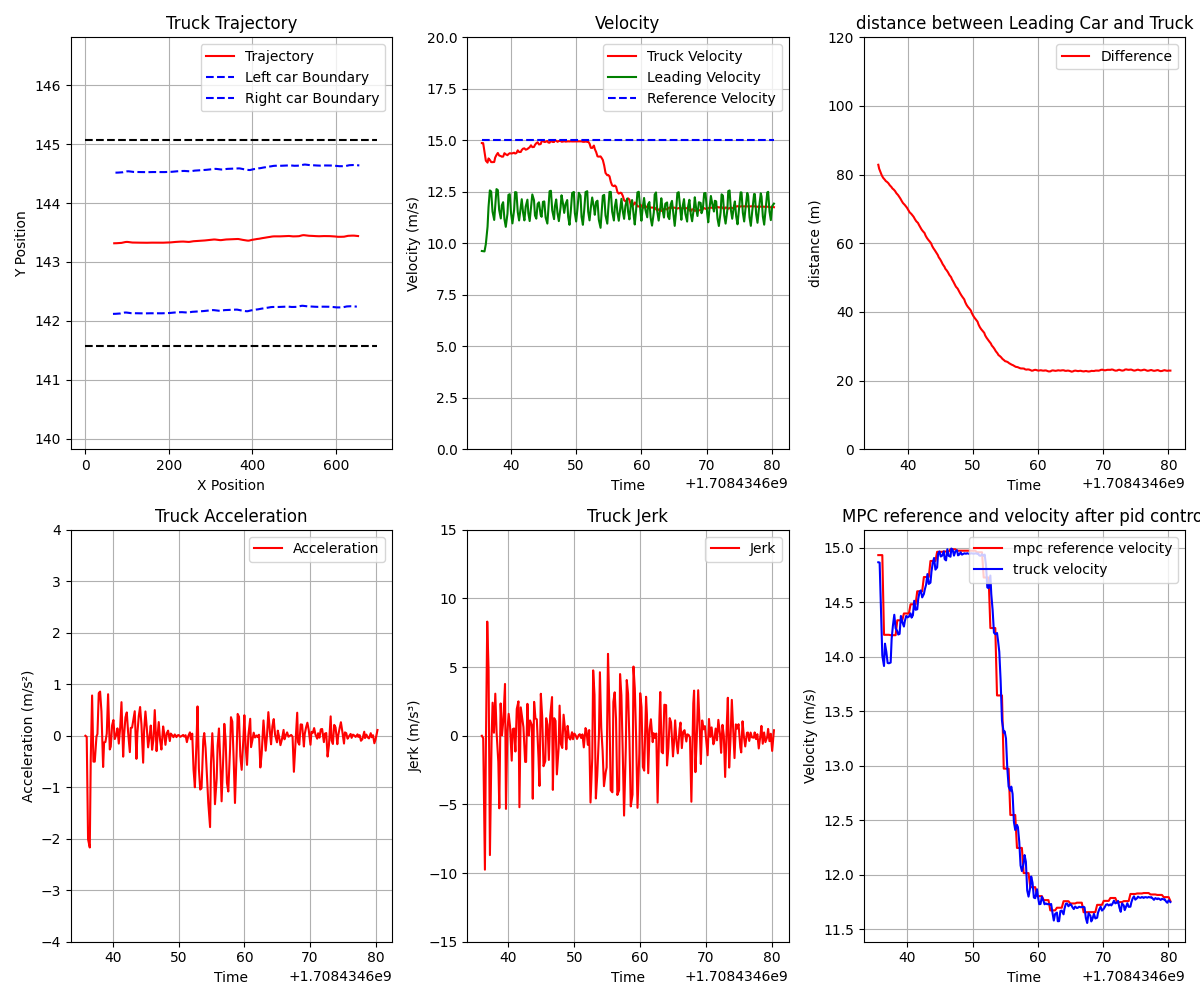 Truck Trajectory
Trajectory
Left car Boundary
Right car Boundary
146
145
144
143
142
141
140
Y Position
0
200
400
600
X Position
Velocity
Truck Velocity
Leading Velocity
Reference Velocity
20.0
17.5
15.0
12.5
10.0
7.5
5.0
2.5
0.0
Velocity (m/s)
40
50
60
70
80
Time
+1.7084346e9
distance between Leading Car and Truck
Difference
120
100
80
60
40
20
0
distance (m)
40
50
60
70
80
Time
+1.7084346e9
Truck Acceleration
Acceleration
4
3
2
1
0
−1
−2
−3
−4
Acceleration (m/s²)
40
50
60
70
80
Time
+1.7084346e9
Truck Jerk
Jerk
15
10
5
0
−5
−10
−15
Jerk (m/s³)
40
50
60
70
80
Time
+1.7084346e9
MPC reference and velocity after pid contro
mpc reference velocity
truck velocity
15.0
14.5
14.0
13.5
13.0
12.5
12.0
11.5
Velocity (m/s)
40
50
60
70
80
Time
+1.7084346e9